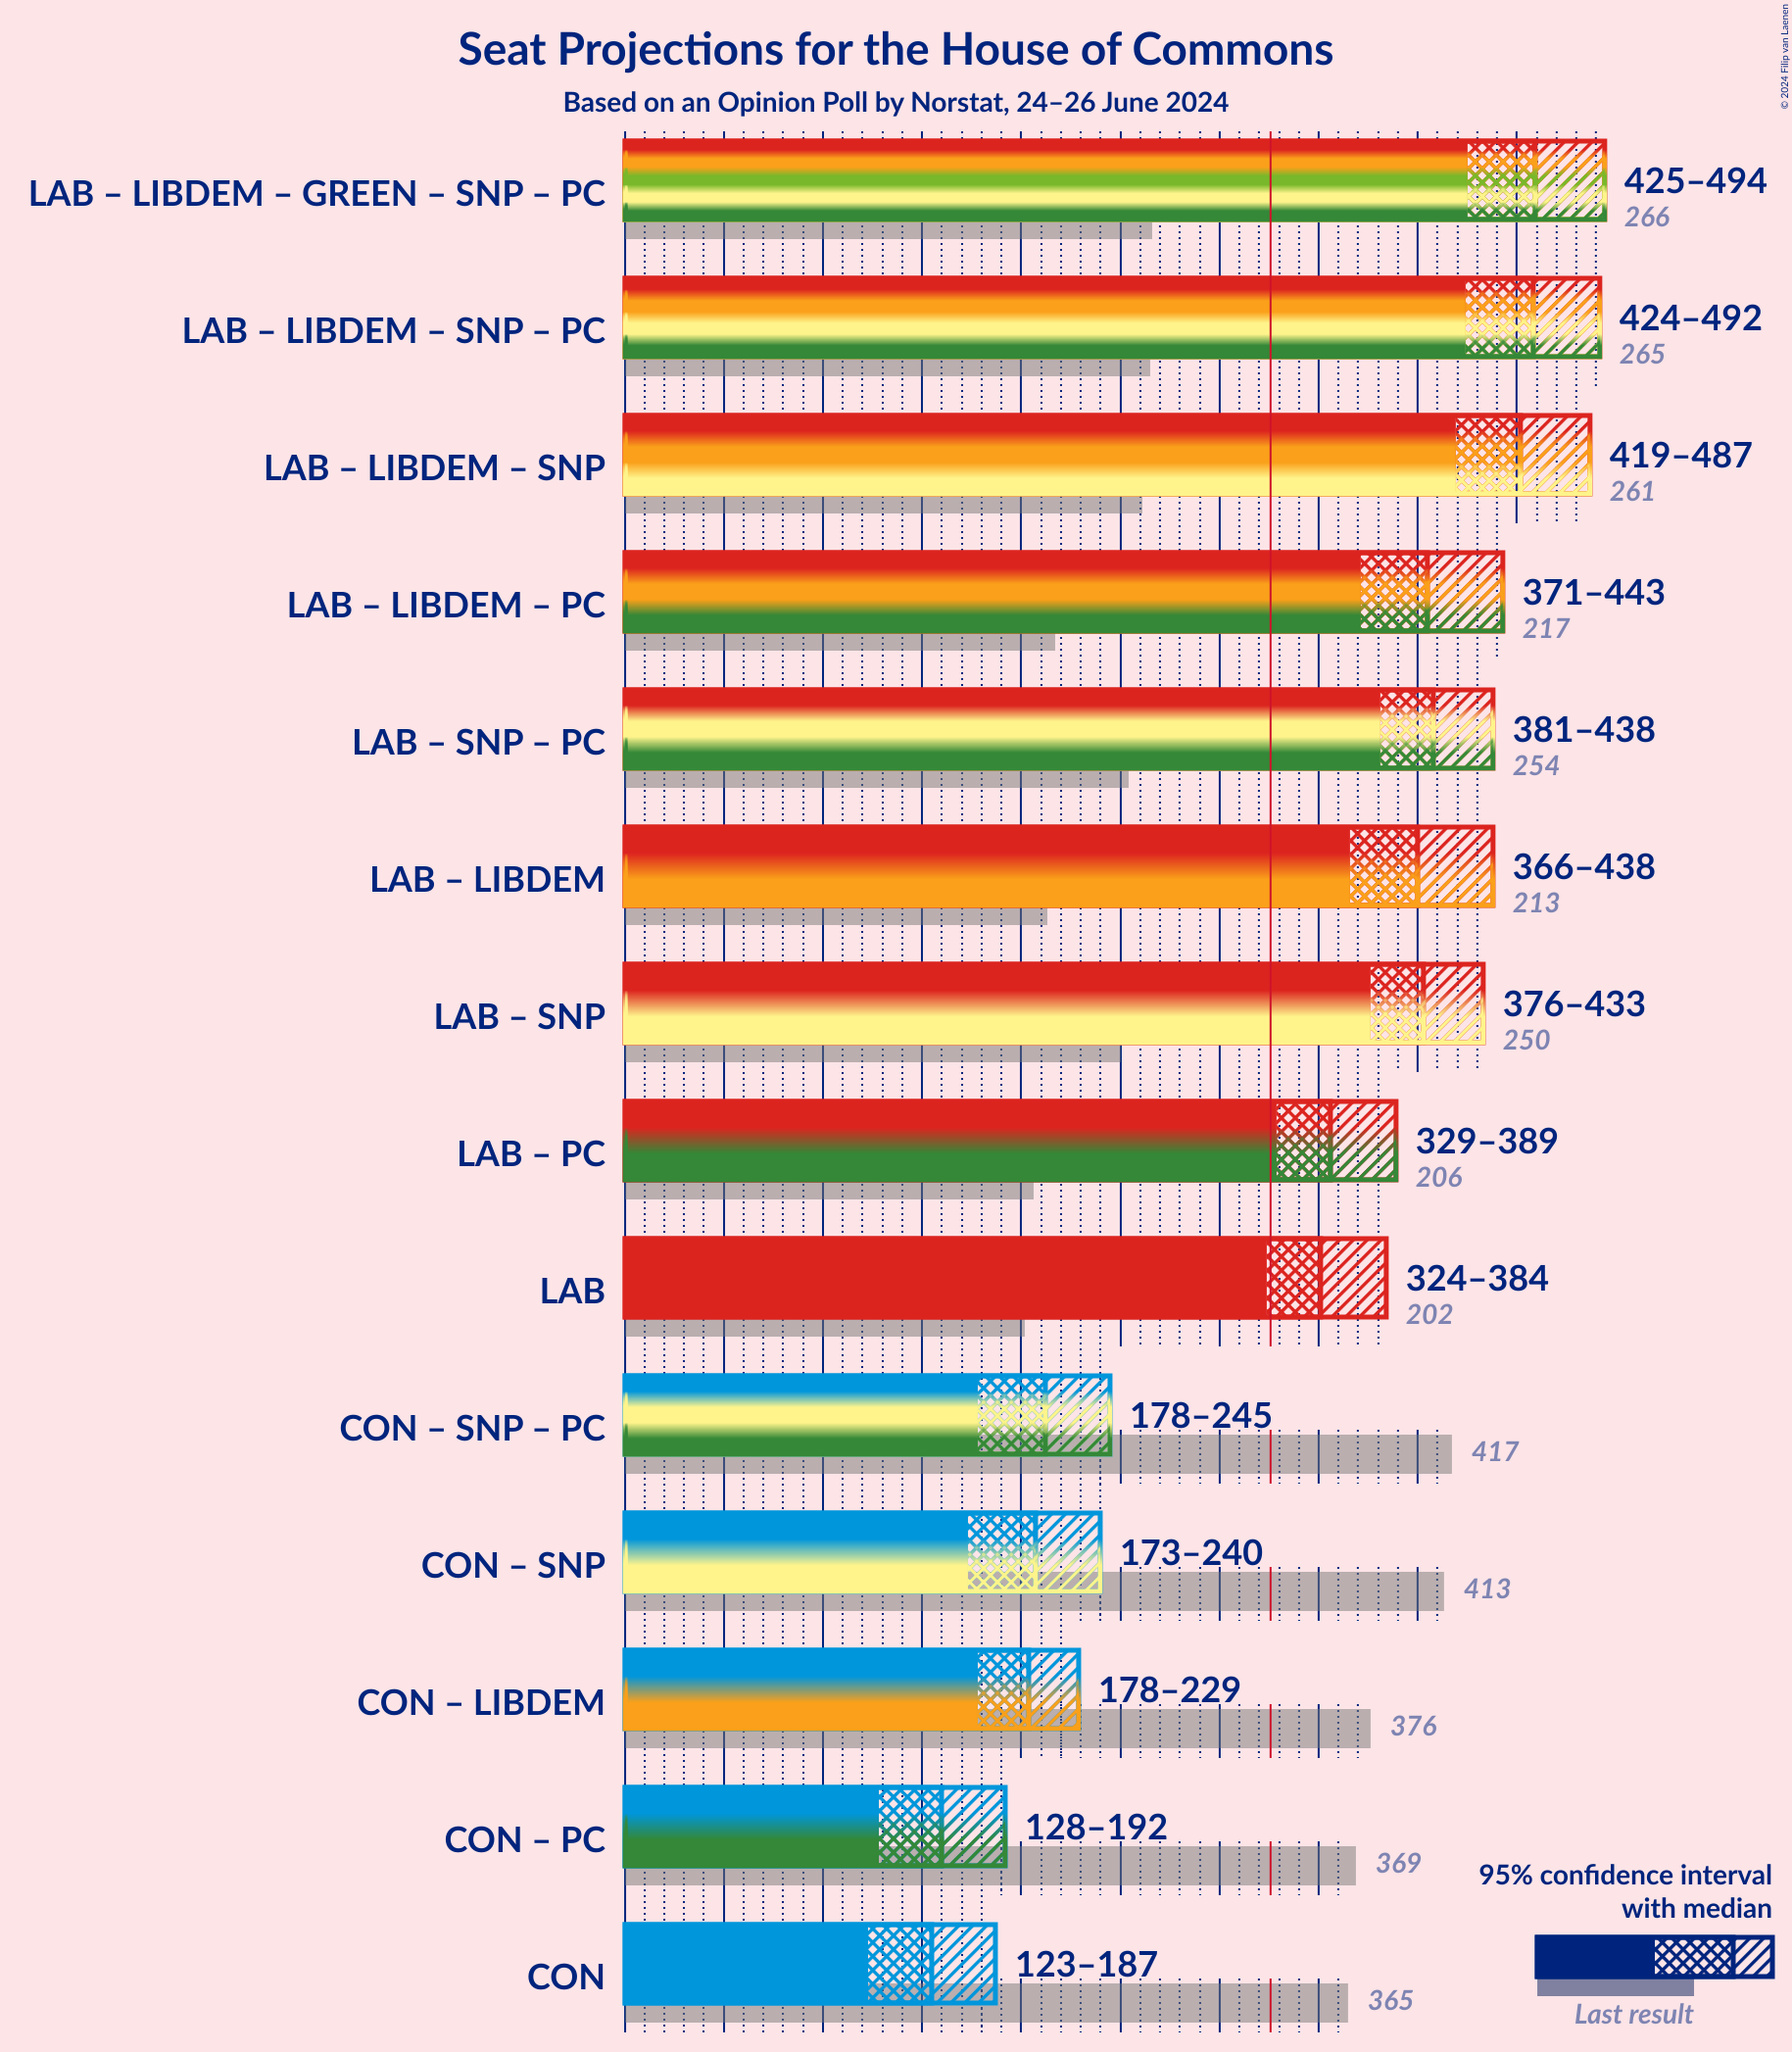 Seat Projections for the House of Commons
Based on an Opinion Poll by Norstat, 24–26 June 2024
© 2024 Filip van Laenen
LAB – LIBDEM – GREEN – SNP – PC
425–494
266
LAB – LIBDEM – SNP – PC
424–492
265
LAB – LIBDEM – SNP
419–487
261
LAB – LIBDEM – PC
371–443
217
LAB – SNP – PC
381–438
254
LAB – LIBDEM
366–438
213
LAB – SNP
376–433
250
LAB – PC
329–389
206
LAB
324–384
202
CON – SNP – PC
178–245
417
CON – SNP
173–240
413
CON – LIBDEM
178–229
376
CON – PC
128–192
369
CON
123–187
365
95% confidence interval
with median
Last result